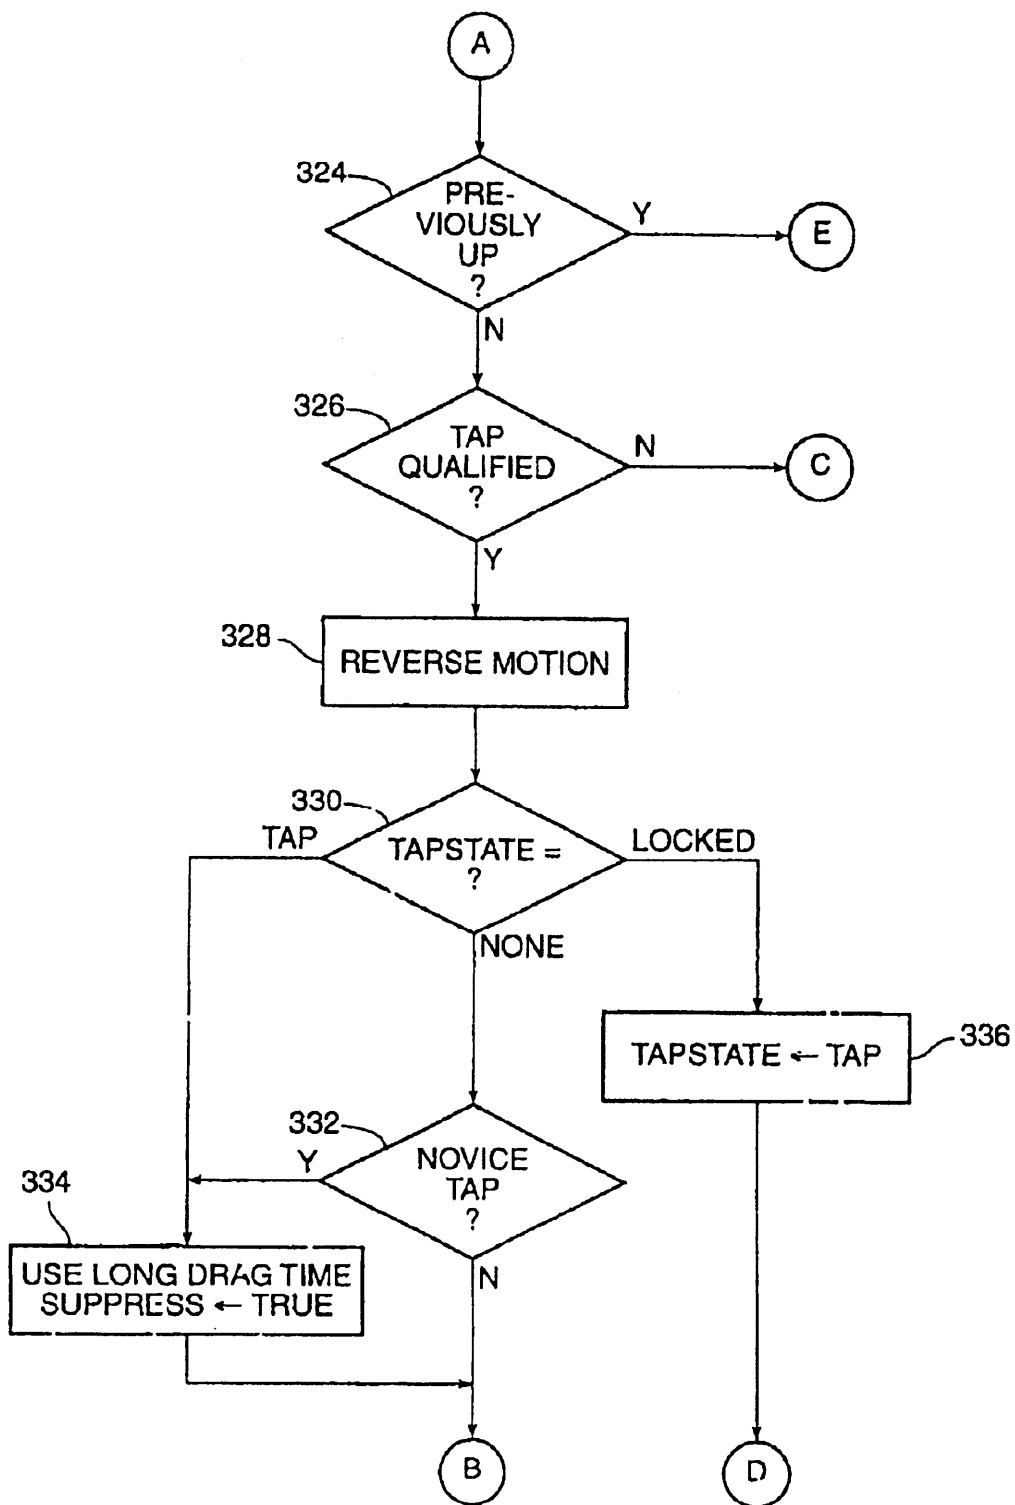 A
324
PRE-
VIOUSLY
UP
?
Y
E
N
326
TAP
QUALIFIED
?
N
C
Y
328
REVERSE MOTION
330
TAP
TAPSTATE =
?
LOCKED
NONE
TAPSTATE ← TAP
336
332
Y
NOVICE
TAP
?
334
N
USE LONG DRAG TIME
SUPPRESS ← TRUE
B
D